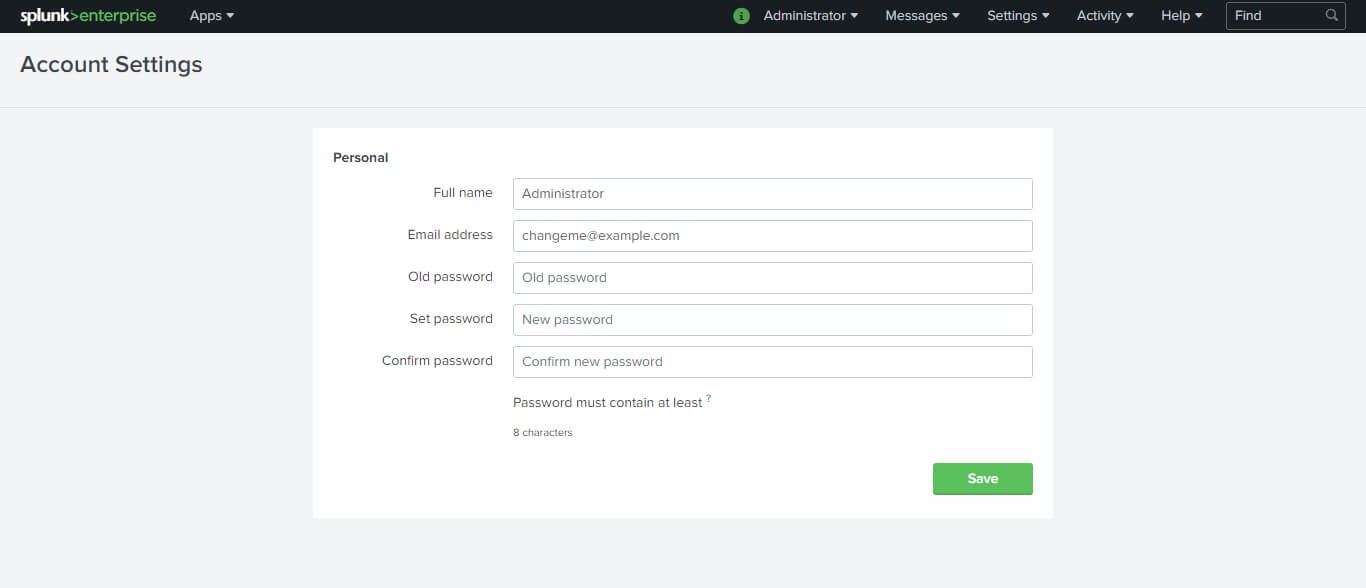 splunk>enterprise Apps i Administrator Messages Settings Activity Help Find
Account Settings
Personal
Full name Administrator
Email address changeme@example.com
Old password Old password
Set password New password
Confirm password Confirm new password
Password must contain at least ?
8 characters
Save